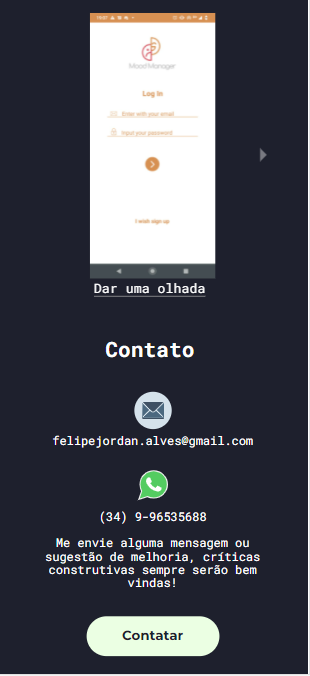 Mood Manager
Log in
Enter with your email
Input your password
I wish sign up
Dar uma olhada
Contato
felipejordan.alves@gmail.com
(34) 9-96535688
Me envie alguma mensagem ou
sugestão de melhoria, críticas
construtivas sempre serão bem
vindas!
Contatar